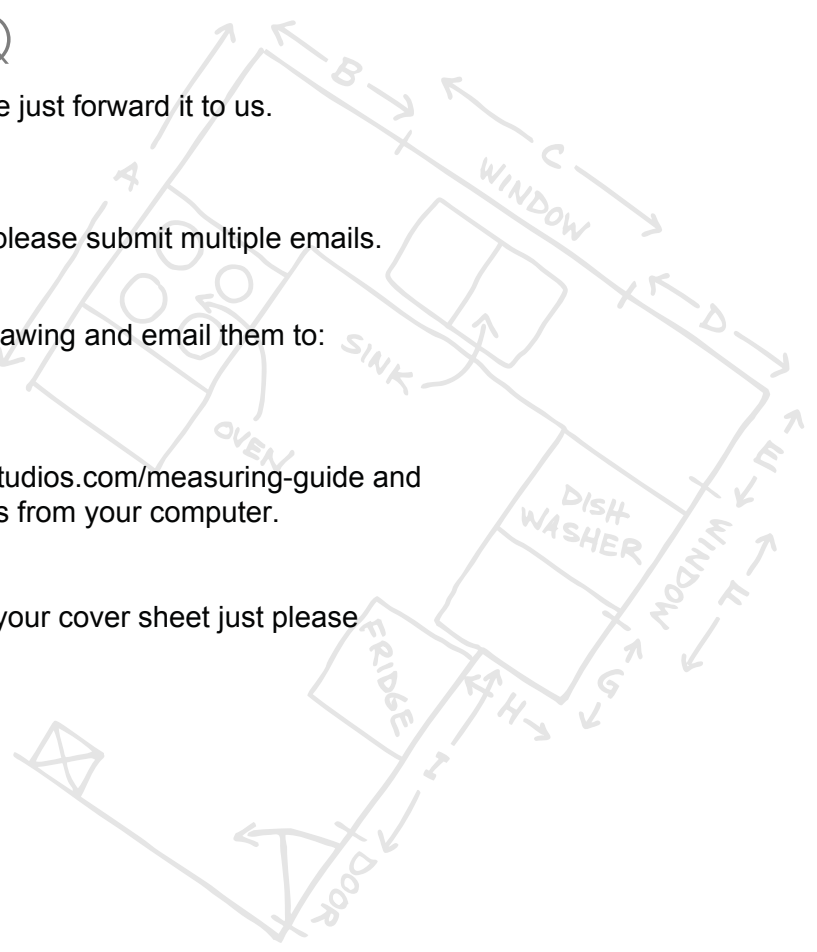 Q
e just forward it to us.
please submit multiple emails.
awing and email them to:
tudios.com/measuring-guide and
s from your computer.
your cover sheet just please
A
B
C
WINDOW
D
SINK
OVEN
E
DISH
WASHER
WINDOW
F
G
FRIDGE
H
I
DOOR